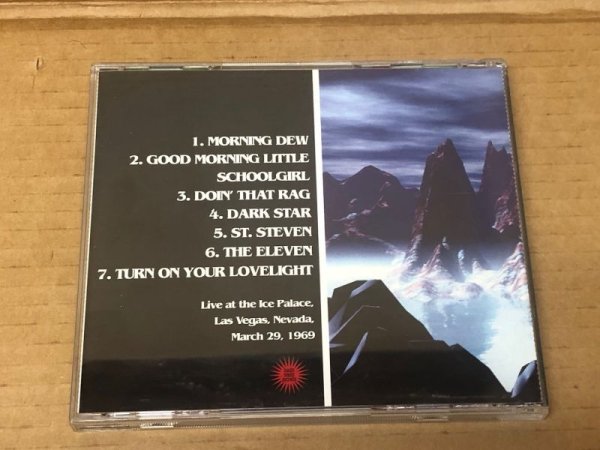 1. MORNING DEW
2. GOOD MORNING LITTLE
SCHOOLGIRL
3. DOIN' THAT RAG
4. DARK STAR
5. ST. STEVEN
6. THE ELEVEN
7. TURN ON YOUR LOVELIGHT
Live at the Ice Palace,
Las Vegas, Nevada,
March 29, 1969